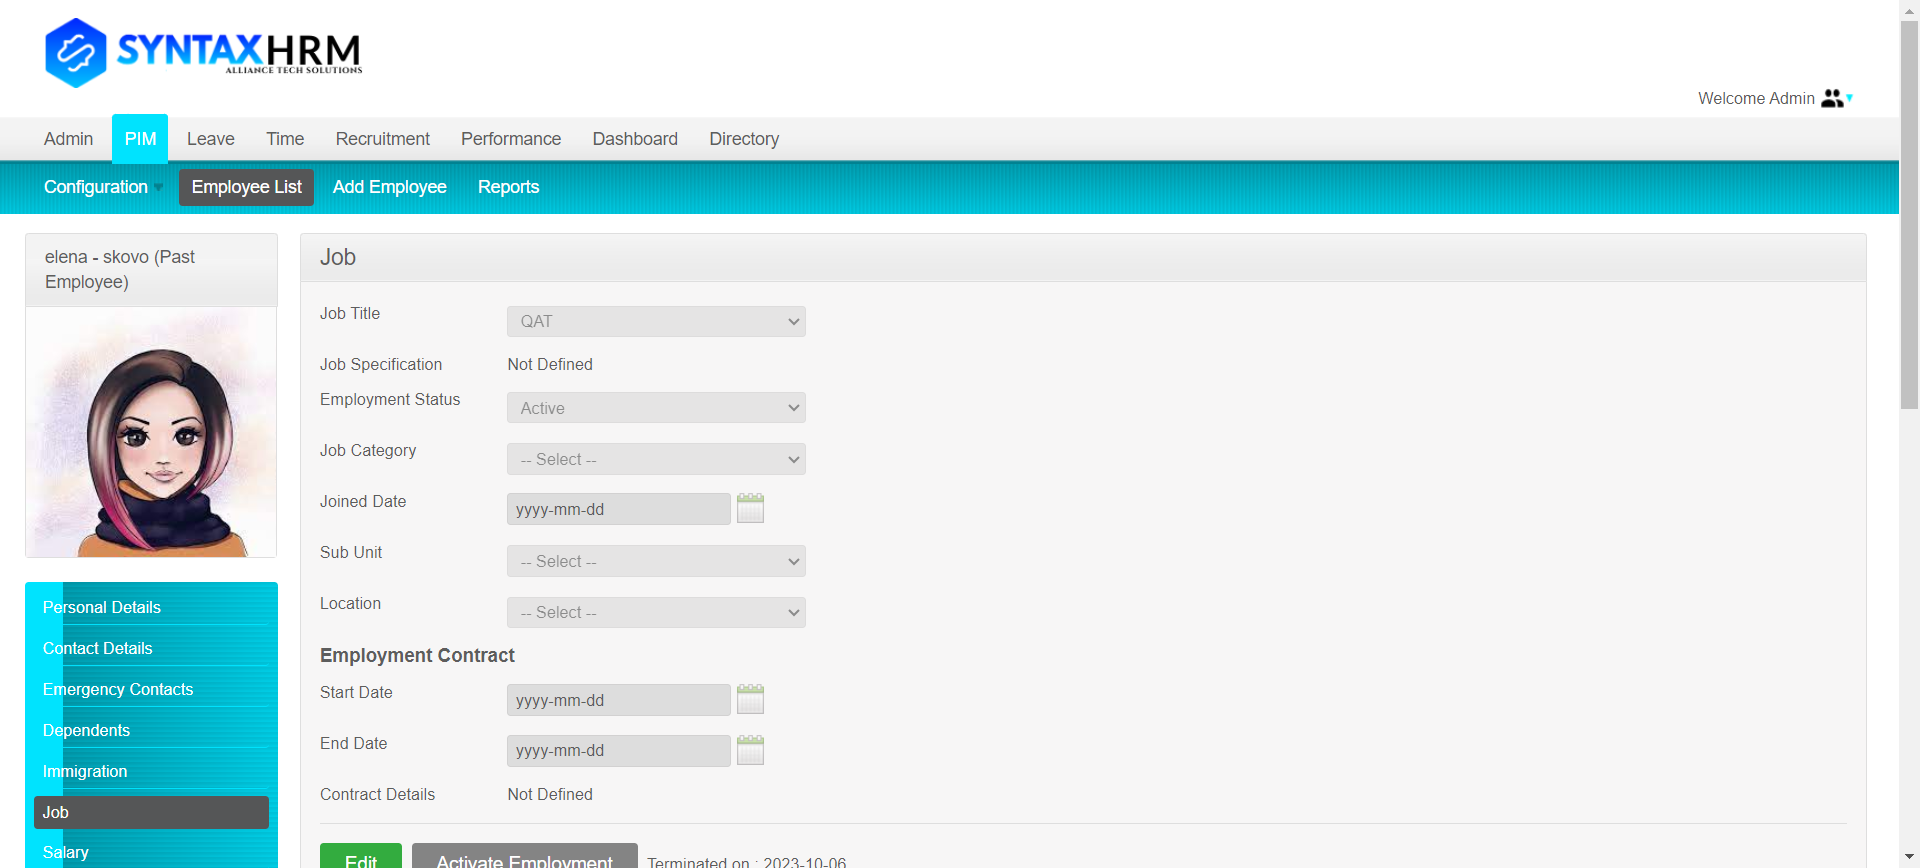 SYNTAXHRM
ALLIANCE TECH SOLUTIONS
Welcome Admin
Admin PIM Leave Time Recruitment Performance Dashboard Directory
Configuration Employee List Add Employee Reports
elena - skovo (Past
Employee)
Personal Details
Contact Details
Emergency Contacts
Dependents
Immigration
Job
Salary
Job
Job Title QAT
Job Specification Not Defined
Employment Status Active
Job Category -- Select --
Joined Date yyyy-mm-dd
Sub Unit -- Select --
Location -- Select --
Employment Contract
Start Date yyyy-mm-dd
End Date yyyy-mm-dd
Contract Details Not Defined
Edit Activate Employment Terminated on : 2023-10-06